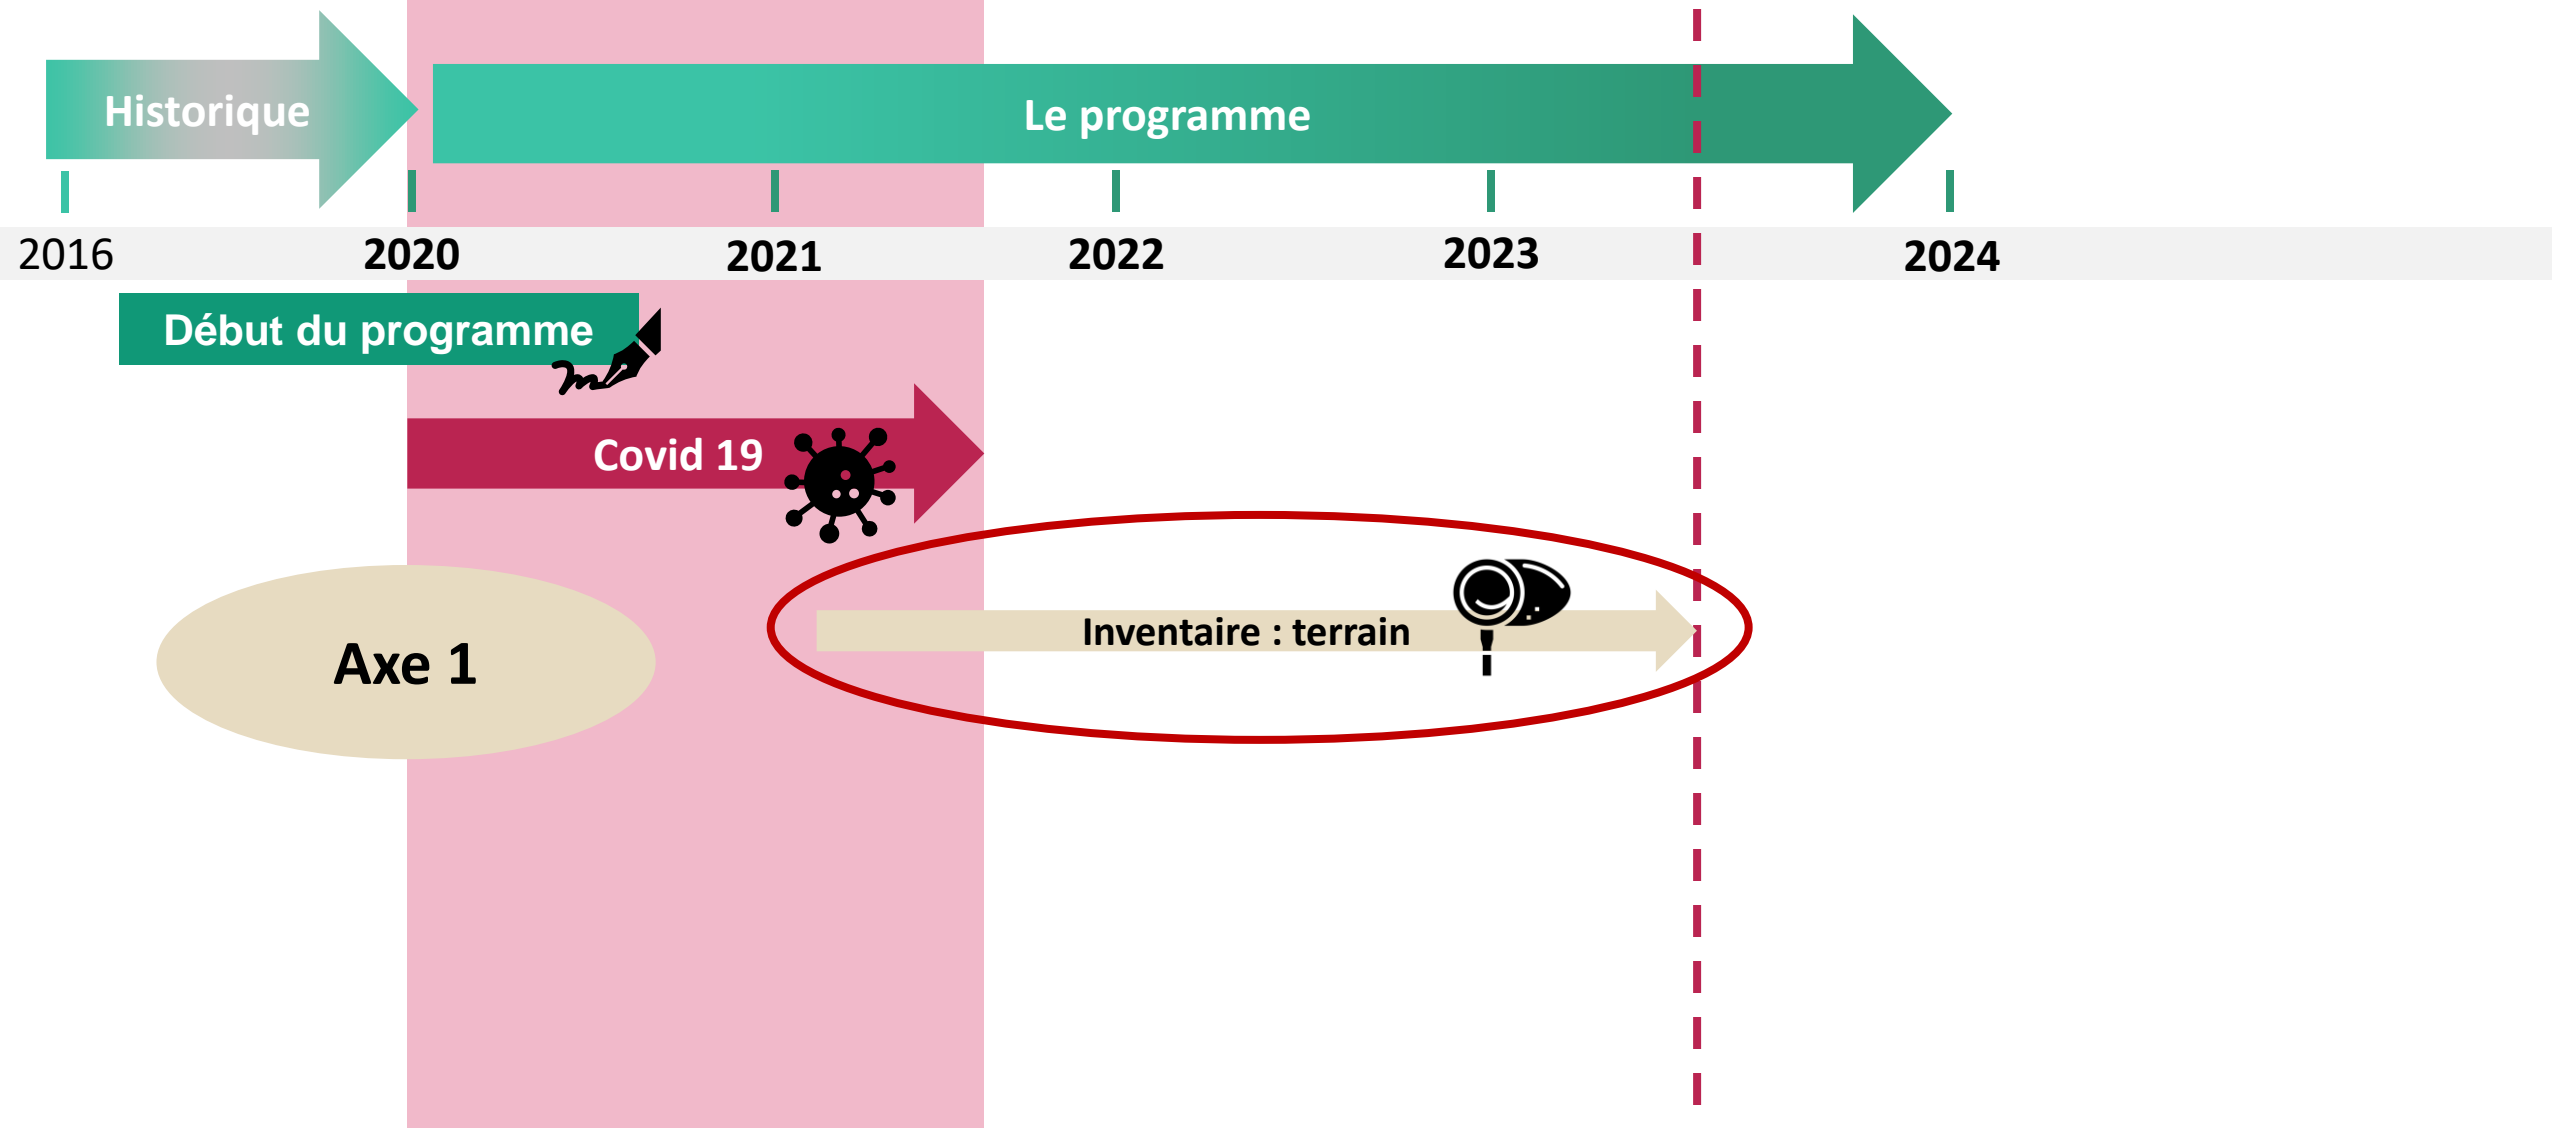 Historique
Le programme
2016
2020
2021
2022
2023
2024
Début du programme
Covid 19
Inventaire : terrain
Axe 1